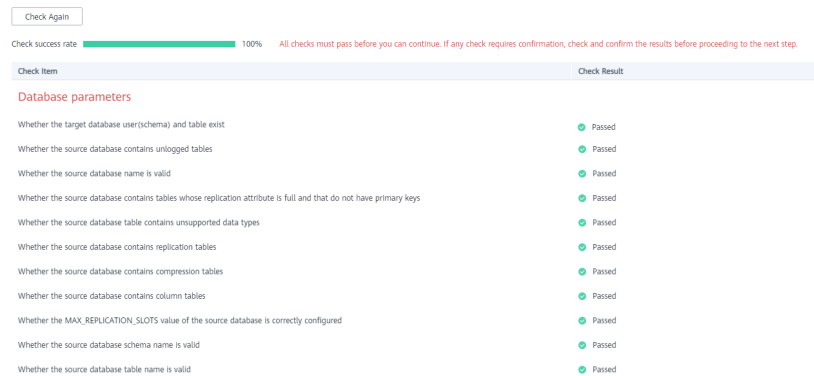 Check Again
Check success rate 100% All checks must pass before you can continue. If any check requires confirmation, check and confirm the results before proceeding to the next step.
Check Item Check Result
Database parameters
Whether the target database user(schema) and table exist Passed
Whether the source database contains unlogged tables Passed
Whether the source database name is valid Passed
Whether the source database contains tables whose replication attribute is full and that do not have primary keys Passed
Whether the source database table contains unsupported data types Passed
Whether the source database contains replication tables Passed
Whether the source database contains compression tables Passed
Whether the source database contains column tables Passed
Whether the MAX_REPLICATION_SLOTS value of the source database is correctly configured Passed
Whether the source database schema name is valid Passed
Whether the source database table name is valid Passed